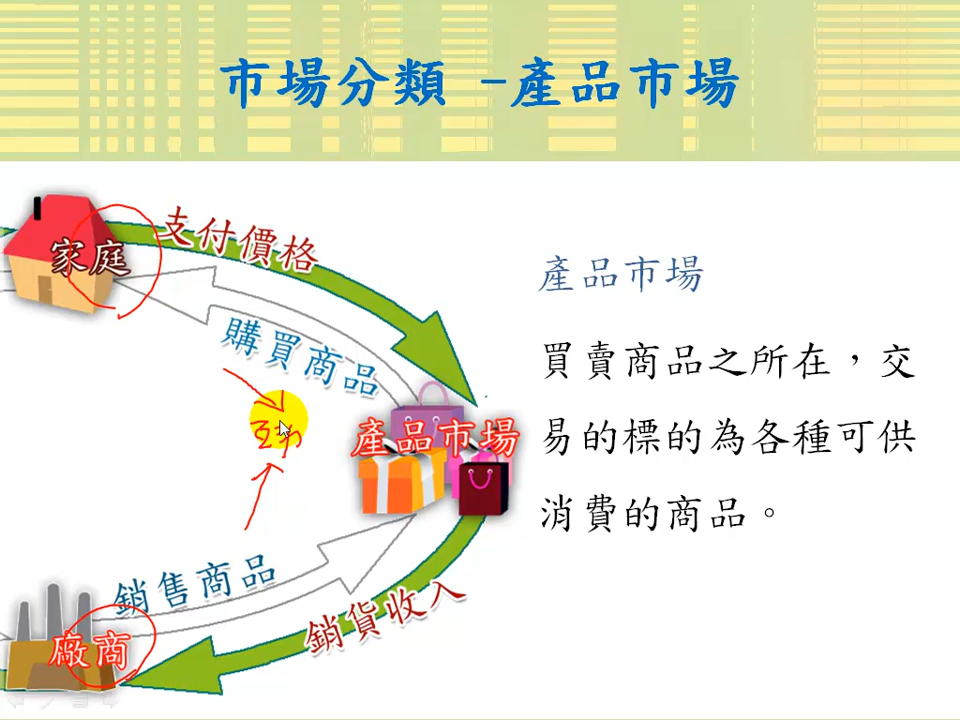 市場分類 -產品市場
家庭
支付價格
購買商品
互動
產品市場
銷售商品
廠商
銷貨收入
產品市場
買賣商品之所在，交
易的標的為各種可供
消費的商品。